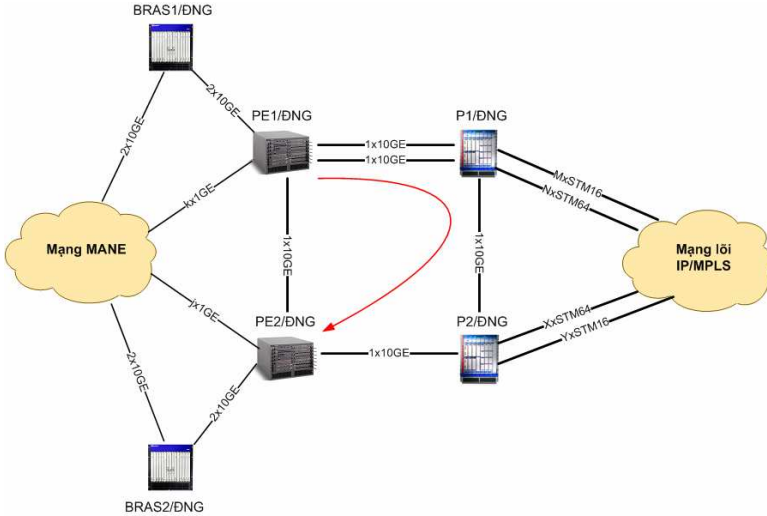 BRAS1/ĐNG
2x10GE
2x10GE
PE1/ĐNG
P1/ĐNG
1x10GE
1x10GE
MxSTM16
NxSTM64
kx1GE
Mạng MANE
1x10GE
1x10GE
Mạng lõi
IP/MPLS
jx1GE
PE2/ĐNG
P2/ĐNG
XxSTM64
YxSTM16
1x10GE
2x10GE
2x10GE
BRAS2/ĐNG